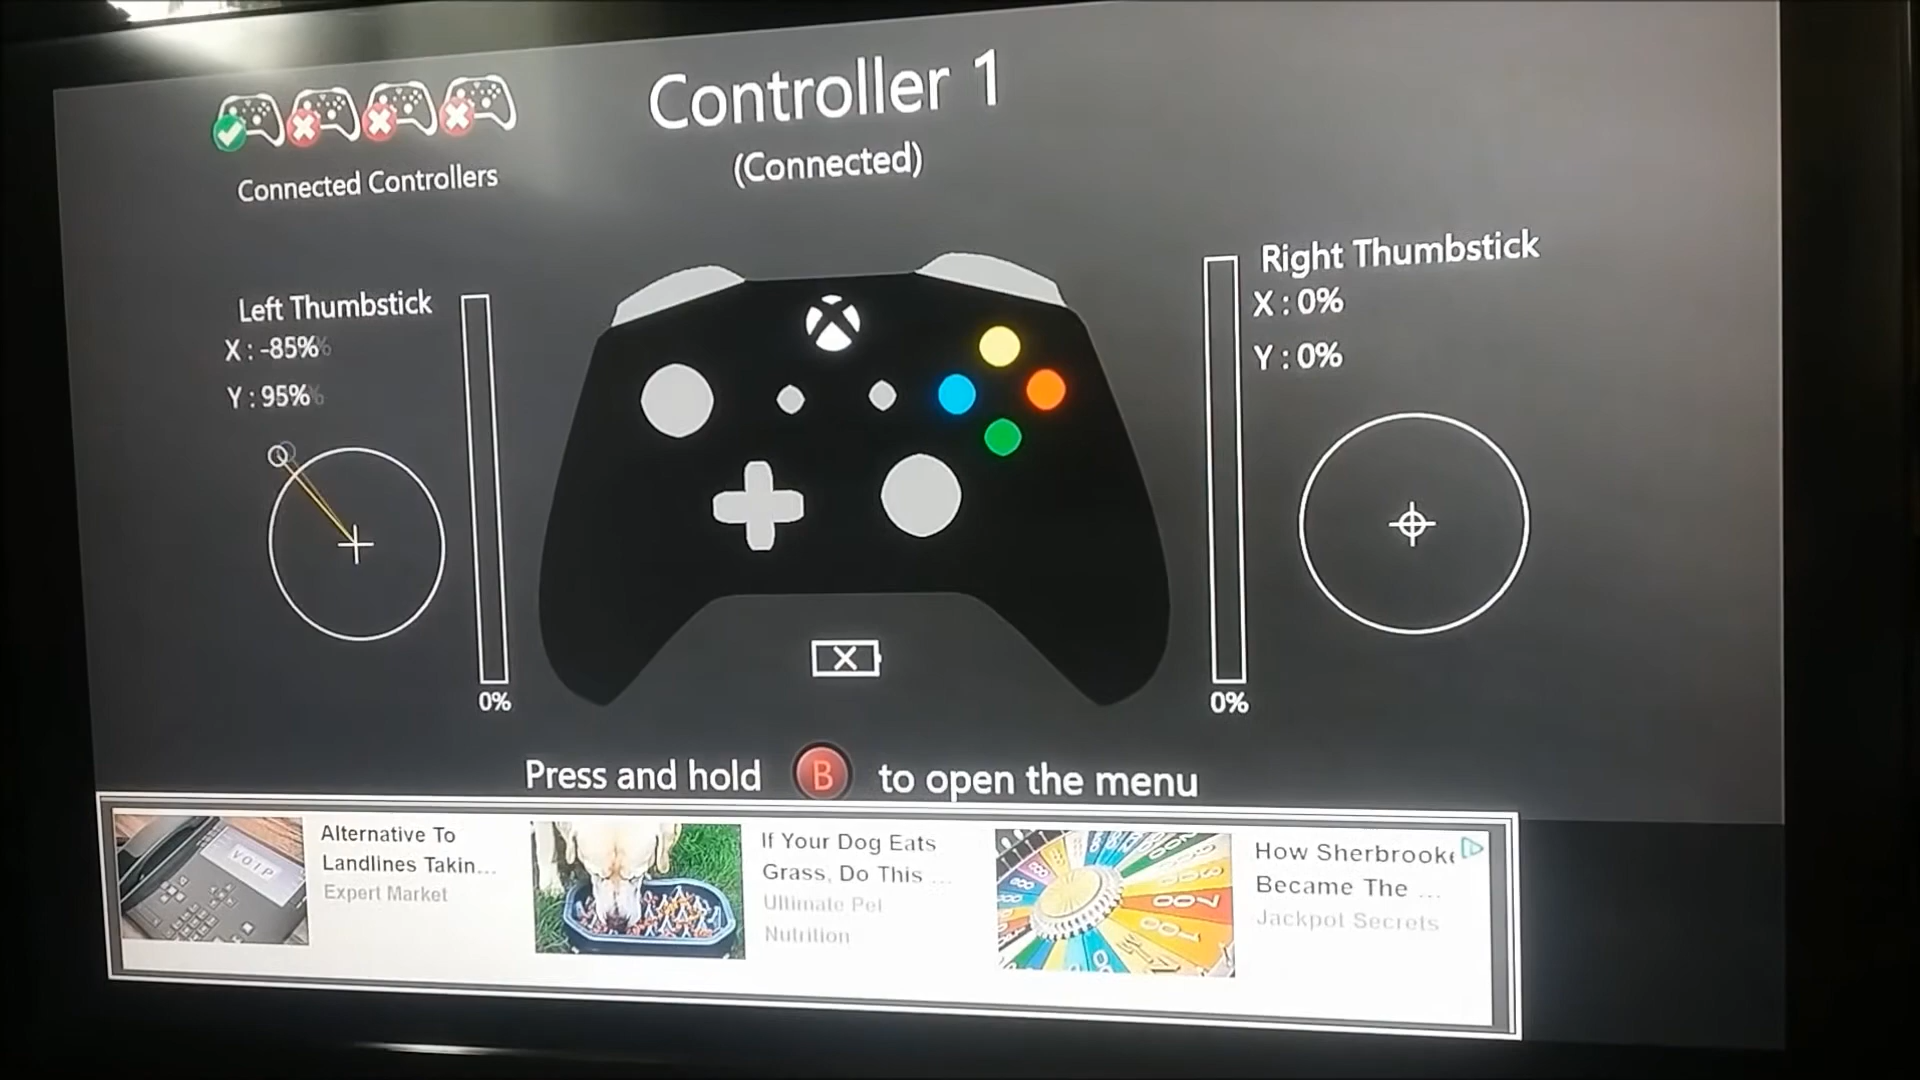 Controller 1
(Connected)
Connected Controllers
Left Thumbstick
X : -85%
Y : 95%
0%
Right Thumbstick
X : 0%
Y : 0%
0%
Press and hold B to open the menu
VOIP
Alternative To
Landlines Takin...
Expert Market
If Your Dog Eats
Grass, Do This ...
Ultimate Pet
Nutrition
How Sherbrooke
Became The ...
Jackpot Secrets